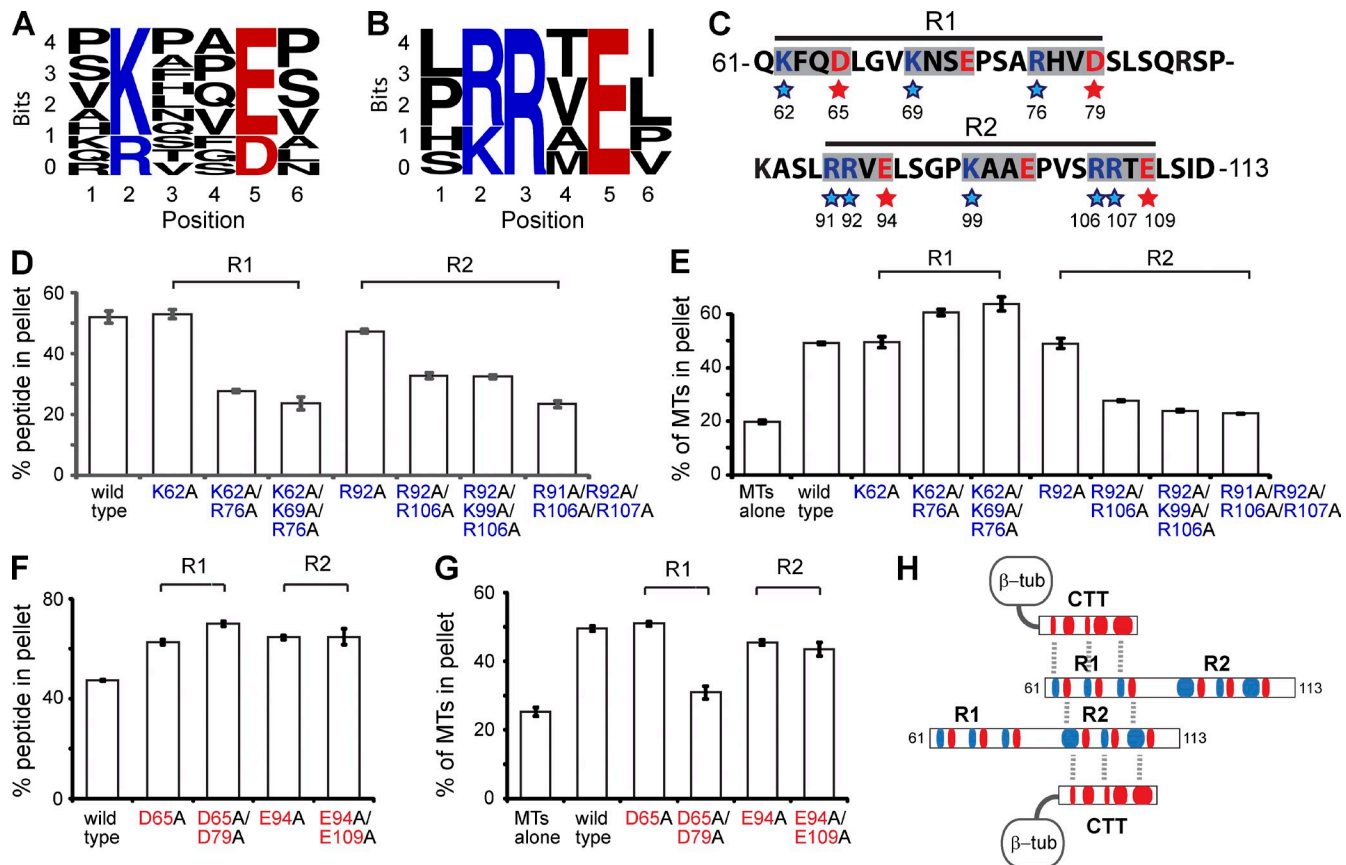 A
B
C
Bits
4
3
2
1
0
P K P A E P
S R A P D S
V F Q V
A H V A
H L S L
K N F N
Q Q G
R S S
T
V
1 2 3 4 5 6
Position
Bits
4
3
2
1
0
L R R T E I
P K V L
H A P
S M V
1 2 3 4 5 6
Position
R1
61- QKFQDLGVKNSEPSARHVDSLSQRSP-
62 65 69 76 79
R2
KASLRRVELSGPKAAEPVSRRTELSID -113
91 92 94 99 106 107 109
D
R1
R2
% peptide in pellet
60
40
20
0
wild type
K62A
K62A/ R76A
K62A/ K69A/ R76A
R92A
R92A/ R106A
R92A/ K99A/ R106A
R91A/R92A/ R106A/R107A
E
R1
R2
% of MTs in pellet
60
40
20
0
MTs alone
wild type
K62A
K62A/ R76A
K62A/ K69A/ R76A
R92A
R92A/ R106A
R92A/ K99A/ R106A
R91A/R92A/ R106A/R107A
F
R1
R2
% peptide in pellet
80
40
0
wild type
D65A
D65A/ D79A
E94A
E94A/ E109A
G
R1
R2
% of MTs in pellet
60
40
20
0
MTs alone
wild type
D65A
D65A/ D79A
E94A
E94A/ E109A
H
β-tub
CTT
R1
R2
61
113
R1
R2
61
113
CTT
β-tub